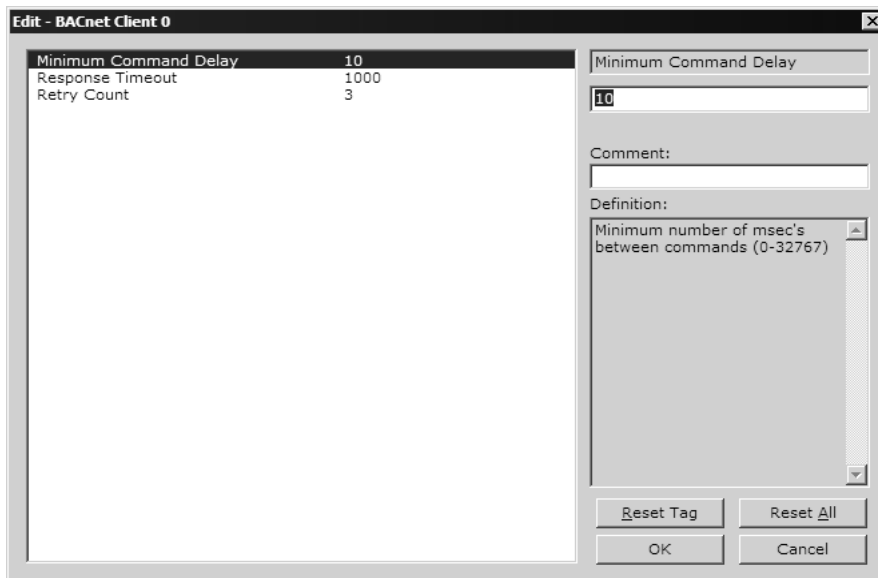 Edit - BACnet Client 0
Minimum Command Delay 10
Response Timeout 1000
Retry Count 3
Minimum Command Delay
10
Comment:
Definition:
Minimum number of msec's
between commands (0-32767)
Reset Tag Reset All
OK Cancel